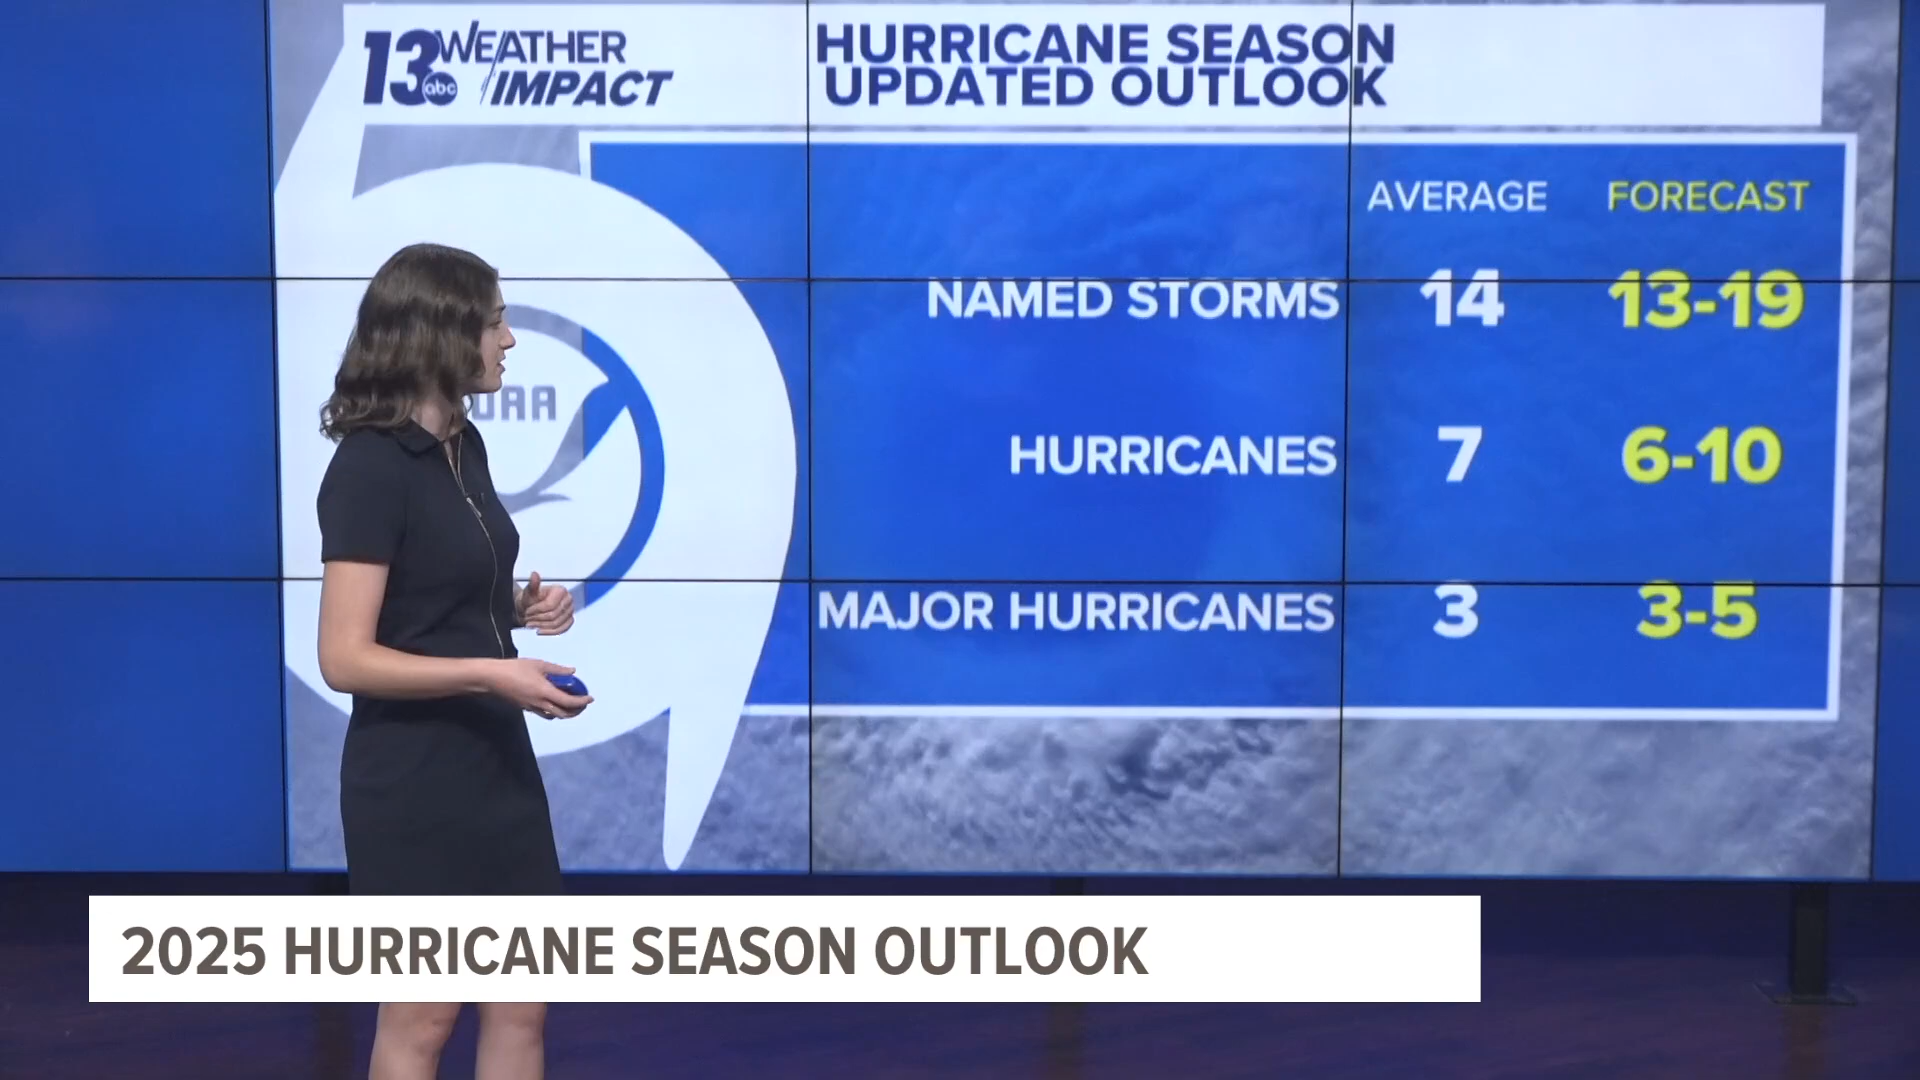 13 WEATHER
abc IMPACT
HURRICANE SEASON
UPDATED OUTLOOK
AVERAGE FORECAST
NAMED STORMS 14 13-19
HURRICANES 7 6-10
MAJOR HURRICANES 3 3-5
2025 HURRICANE SEASON OUTLOOK